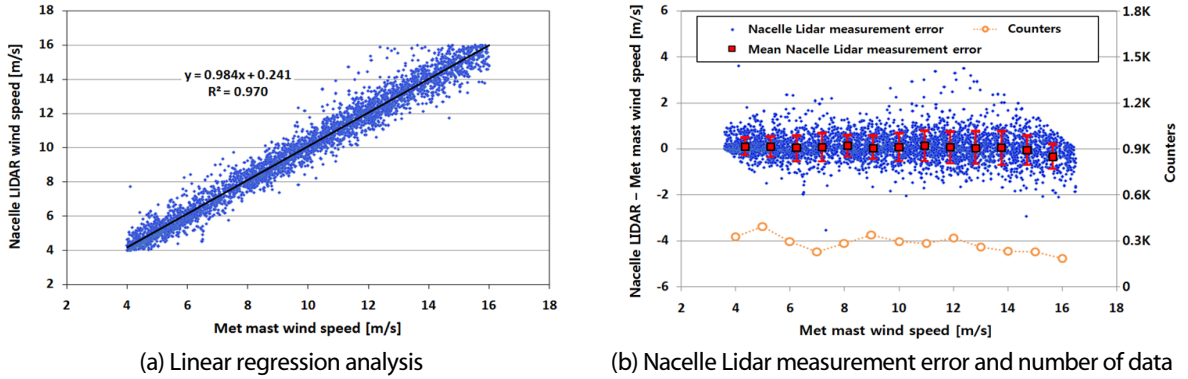 18
16
14
12
10
8
6
4
2
Nacelle LIDAR wind speed [m/s]
y = 0.984x + 0.241
R² = 0.970
2 4 6 8 10 12 14 16 18
Met mast wind speed [m/s]
(a) Linear regression analysis
6
4
2
0
-2
-4
-6
Nacelle LIDAR – Met mast wind speed [m/s]
Nacelle Lidar measurement error
Counters
Mean Nacelle Lidar measurement error
1.8K
1.5K
1.2K
0.9K
0.6K
0.3K
0
Counters
2 4 6 8 10 12 14 16 18
Met mast wind speed [m/s]
(b) Nacelle Lidar measurement error and number of data